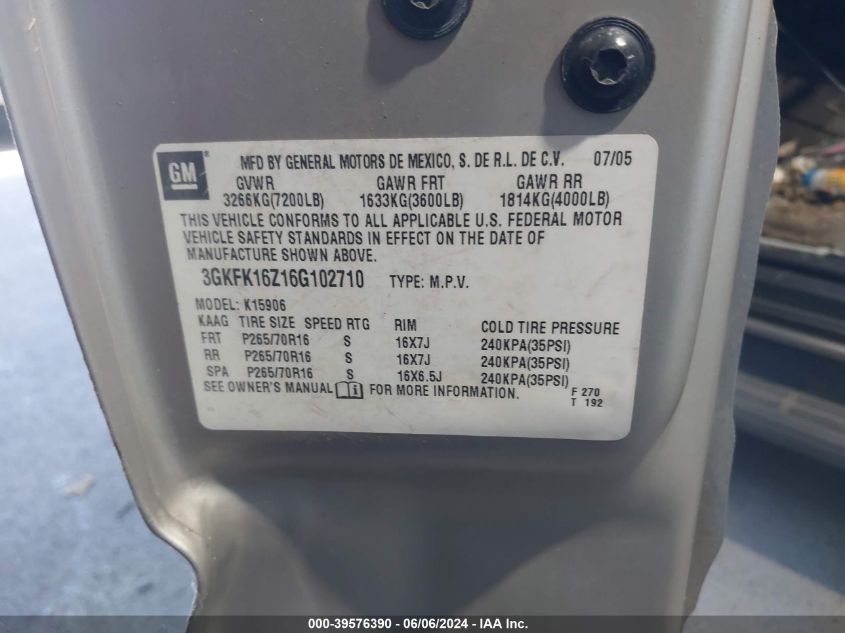 GM
MFD BY GENERAL MOTORS DE MEXICO, S. DE R.L. DE C.V. 07/05
GVWR GAWR FRT GAWR RR
3266KG(7200LB) 1633KG(3600LB) 1814KG(4000LB)
THIS VEHICLE CONFORMS TO ALL APPLICABLE U.S. FEDERAL MOTOR
VEHICLE SAFETY STANDARDS IN EFFECT ON THE DATE OF
MANUFACTURE SHOWN ABOVE.
3GKFK16Z16G102710 TYPE: M.P.V.
MODEL: K15906
KAAG TIRE SIZE SPEED RTG RIM COLD TIRE PRESSURE
FRT P265/70R16 S 16X7J 240KPA(35PSI)
RR P265/70R16 S 16X7J 240KPA(35PSI)
SPA P265/70R16 S 16X6.5J 240KPA(35PSI)
SEE OWNER'S MANUAL FOR MORE INFORMATION. F 270
T 192
000-39576390 - 06/06/2024 - IAA Inc.